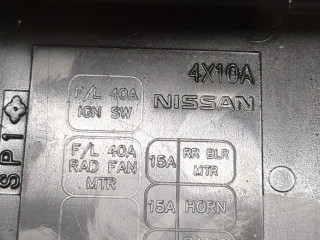 4X10A
F/L 40A
IGN SW
NISSAN
F/L 40A
RAD FAN
MTR
15A
RR BLR
MTR
15A HORN
SP1